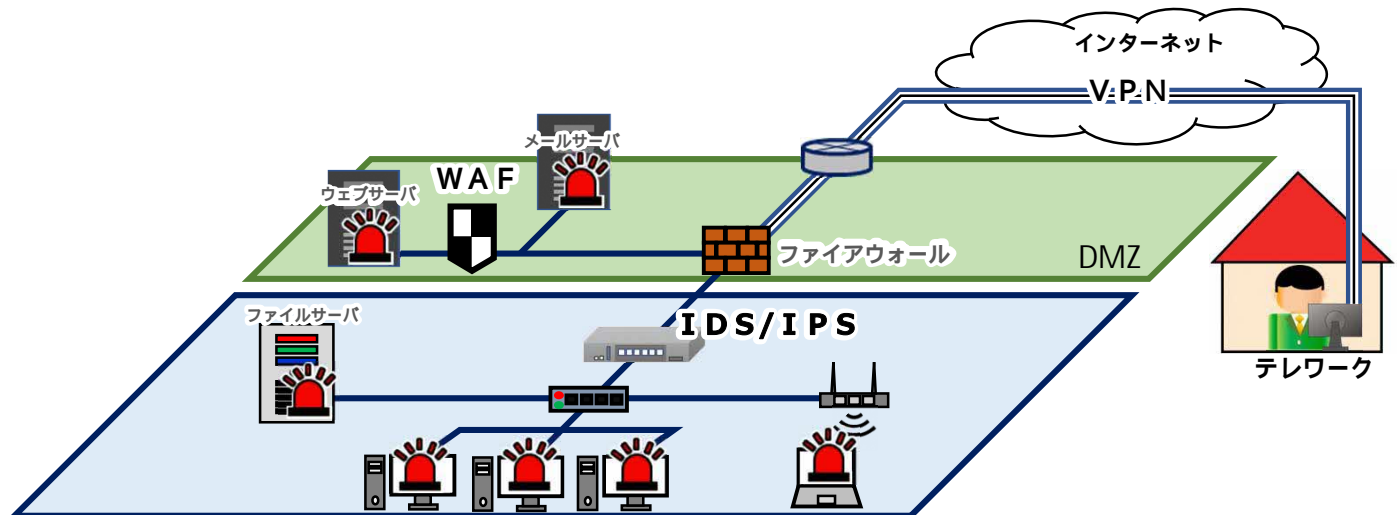 インターネット
ＶＰＮ
メールサーバ
ＷＡＦ
ウェブサーバ
ファイアウォール
DMZ
ファイルサーバ
ＩＤＳ/ＩＰＳ
テレワーク